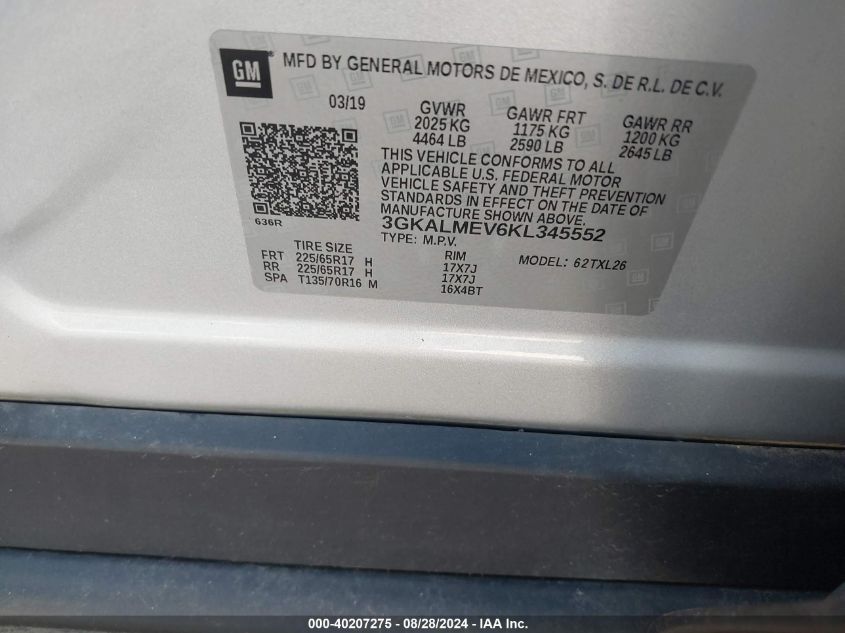 GM ®
MFD BY GENERAL MOTORS DE MEXICO, S. DE R.L. DE C.V.
03/19 GVWR GAWR FRT GAWR RR
2025 KG 1175 KG 1200 KG
4464 LB 2590 LB 2645 LB
THIS VEHICLE CONFORMS TO ALL
APPLICABLE U.S. FEDERAL MOTOR
VEHICLE SAFETY AND THEFT PREVENTION
STANDARDS IN EFFECT ON THE DATE OF
MANUFACTURE SHOWN ABOVE.
636R
3GKALMEV6KL345552
TYPE: M.P.V.
TIRE SIZE RIM MODEL: 62TXL26
FRT 225/65R17 H 17X7J
RR 225/65R17 H 17X7J
SPA T135/70R16 M 16X4BT
000-40207275 - 08/28/2024 - IAA Inc.